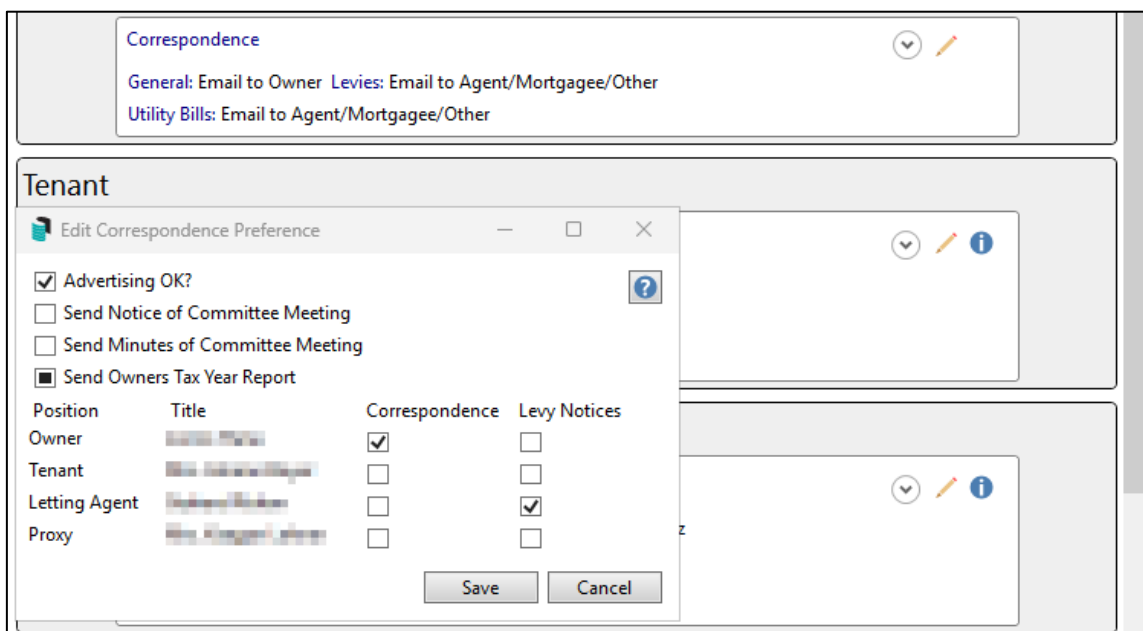 Correspondence
General: Email to Owner Levies: Email to Agent/Mortgagee/Other
Utility Bills: Email to Agent/Mortgagee/Other
Tenant
Edit Correspondence Preference
Advertising OK?
Send Notice of Committee Meeting
Send Minutes of Committee Meeting
Send Owners Tax Year Report
Position Title Correspondence Levy Notices
Owner
Tenant
Letting Agent
Proxy
z
Save Cancel